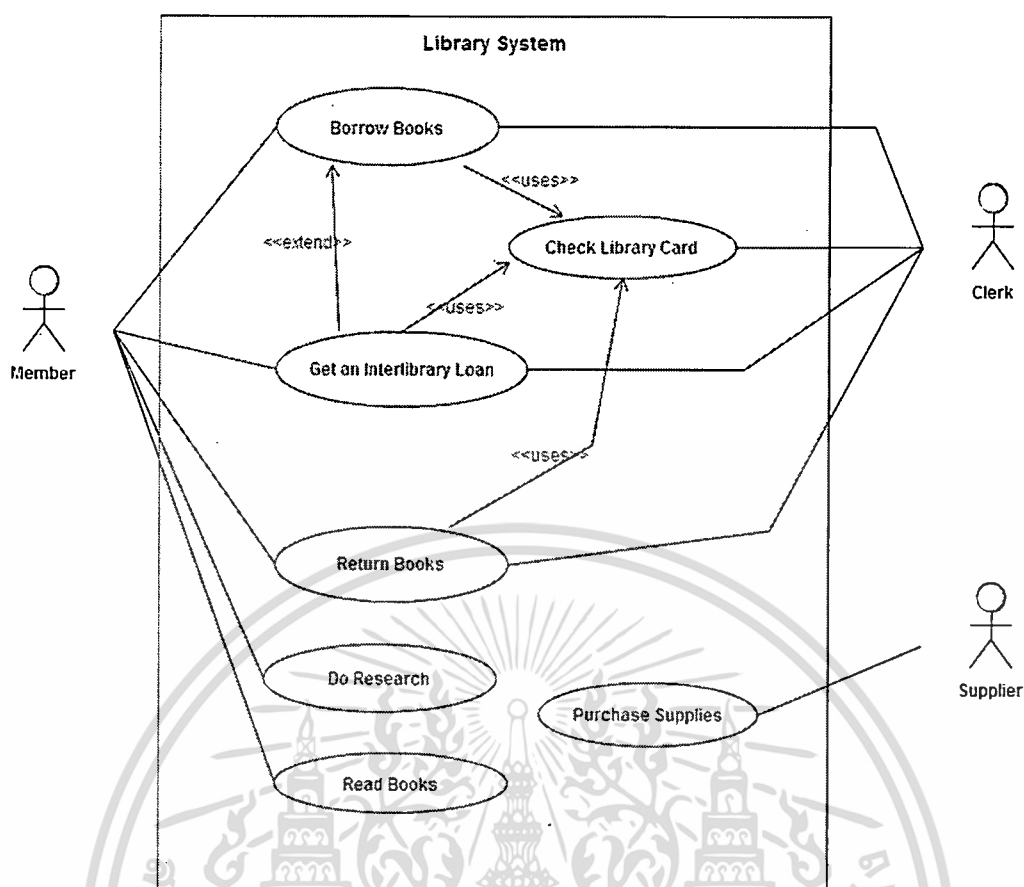 Library System
Borrow Books
<<uses>>
Check Library Card
<<extend>>
<<uses>>
Clerk
Member
Get an Interlibrary Loan
<<uses>>
Return Books
Do Research
Purchase Supplies
Supplier
Read Books